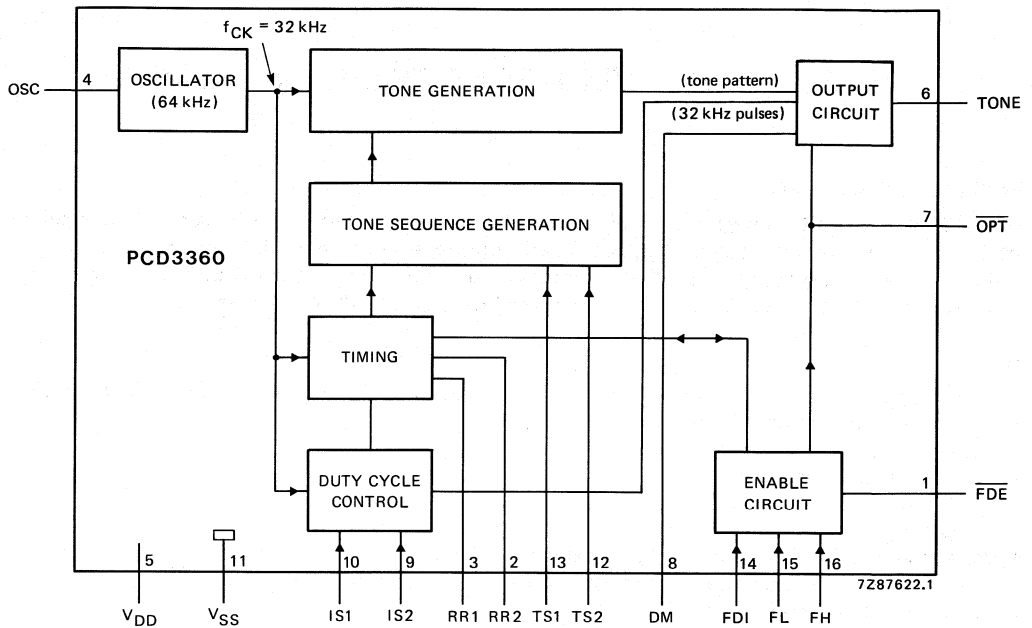 f_CK = 32 kHz
OSC
4
OSCILLATOR
(64 kHz)
TONE GENERATION
(tone pattern)
(32 kHz pulses)
OUTPUT
CIRCUIT
6
TONE
TONE SEQUENCE GENERATION
7
O̅P̅T̅
PCD3360
TIMING
DUTY CYCLE
CONTROL
ENABLE
CIRCUIT
1
F̅D̅E̅
5
11
10
9
3
2
13
12
8
14
15
16
7Z87622.1
V_DD
V_SS
IS1
IS2
RR1
RR2
TS1
TS2
DM
FDI
FL
FH